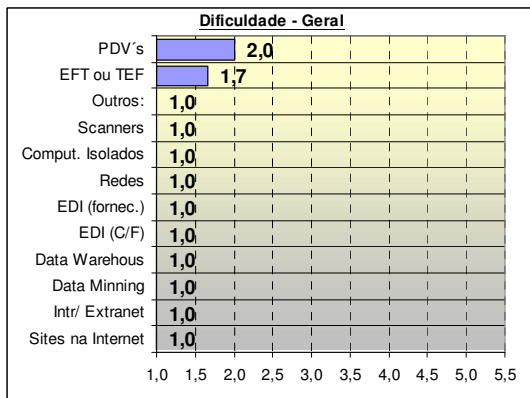 Dificuldade - Geral
PDV´s 2,0
EFT ou TEF 1,7
Outros: 1,0
Scanners 1,0
Comput. Isolados 1,0
Redes 1,0
EDI (fornec.) 1,0
EDI (C/F) 1,0
Data Warehous 1,0
Data Minning 1,0
Intr/ Extranet 1,0
Sites na Internet 1,0
1,0 1,5 2,0 2,5 3,0 3,5 4,0 4,5 5,0 5,5